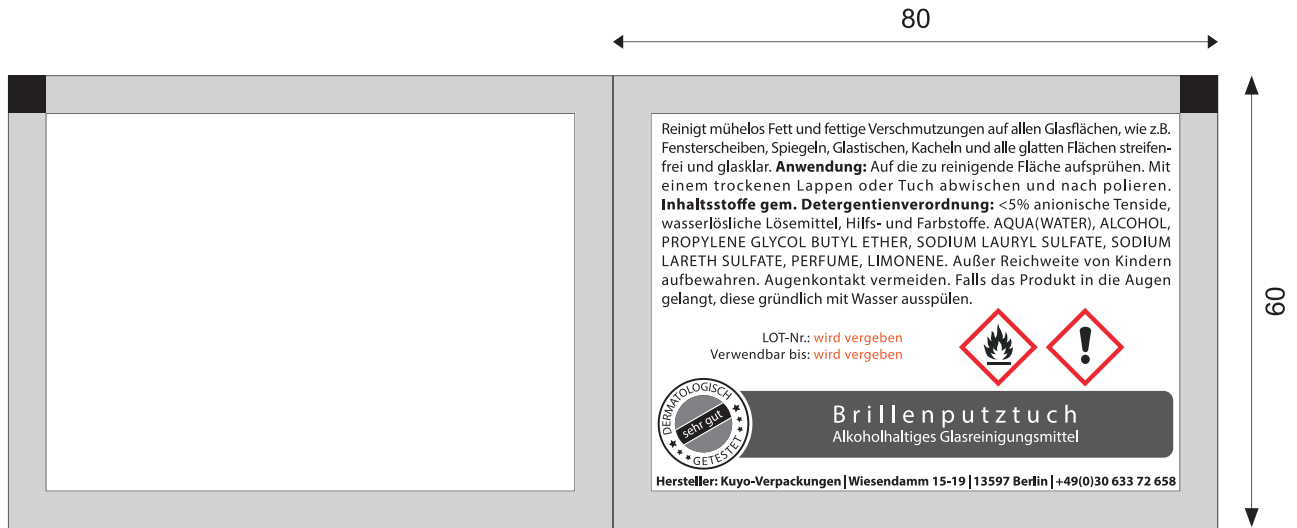 80
Reinigt mühelos Fett und fettige Verschmutzungen auf allen Glasflächen, wie z.B.
Fensterscheiben, Spiegeln, Glastischen, Kacheln und alle glatten Flächen streifen-
frei und glasklar. Anwendung: Auf die zu reinigende Fläche aufsprühen. Mit
einem trockenen Lappen oder Tuch abwischen und nach polieren.
Inhaltsstoffe gem. Detergentienverordnung: <5% anionische Tenside,
wasserlösliche Lösemittel, Hilfs- und Farbstoffe. AQUA(WATER), ALCOHOL,
PROPYLENE GLYCOL BUTYL ETHER, SODIUM LAURYL SULFATE, SODIUM
LARETH SULFATE, PERFUME, LIMONENE. Außer Reichweite von Kindern
aufbewahren. Augenkontakt vermeiden. Falls das Produkt in die Augen
gelangt, diese gründlich mit Wasser ausspülen.
60
LOT-Nr.: wird vergeben
Verwendbar bis: wird vergeben
DERMATOLOGISCH
sehr gut
GETESTET
Brillenputztuch
Alkoholhaltiges Glasreinigungsmittel
Hersteller: Kuyo-Verpackungen | Wiesendamm 15-19 | 13597 Berlin | +49(0)30 633 72 658